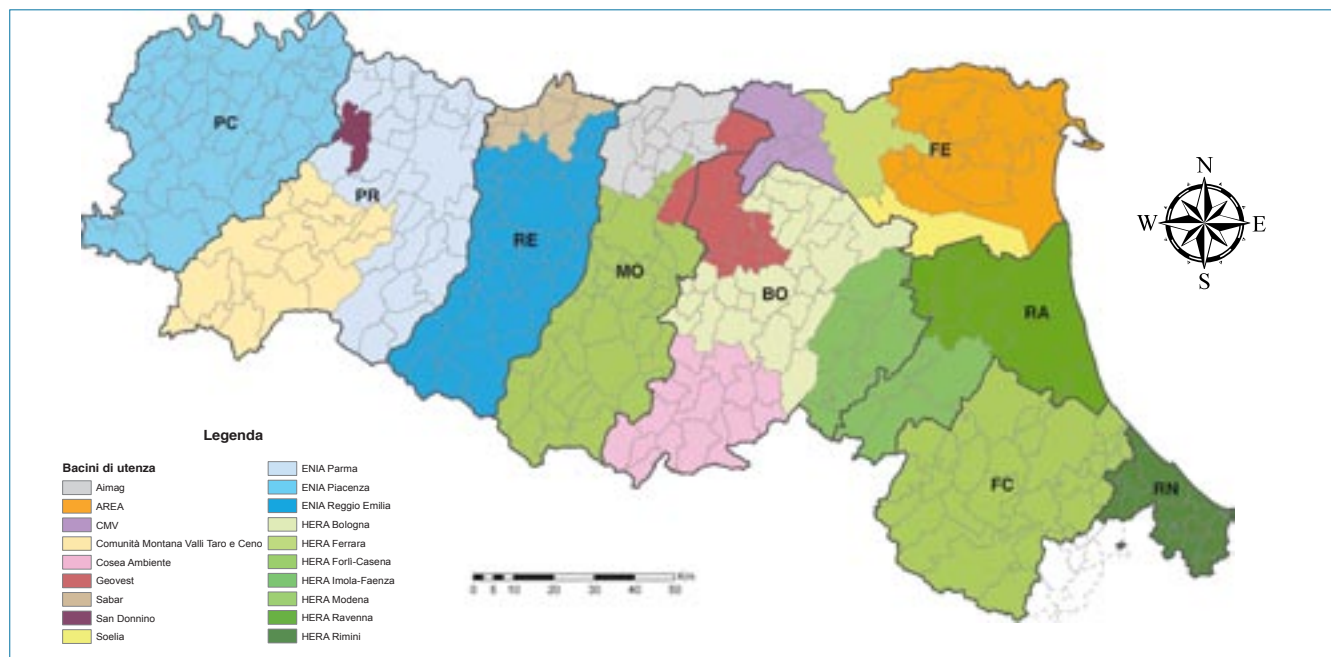 PC
PR
RE
MO
BO
FE
RA
FC
RN
N
W E
S
Legenda
Bacini di utenza
Aimag
AREA
CMV
Comunità Montana Valli Taro e Ceno
Cosea Ambiente
Geovest
Sabar
San Donnino
Soelia
ENIA Parma
ENIA Piacenza
ENIA Reggio Emilia
HERA Bologna
HERA Ferrara
HERA Forlì-Casena
HERA Imola-Faenza
HERA Modena
HERA Ravenna
HERA Rimini
Km
0 5 10 20 30 40 50